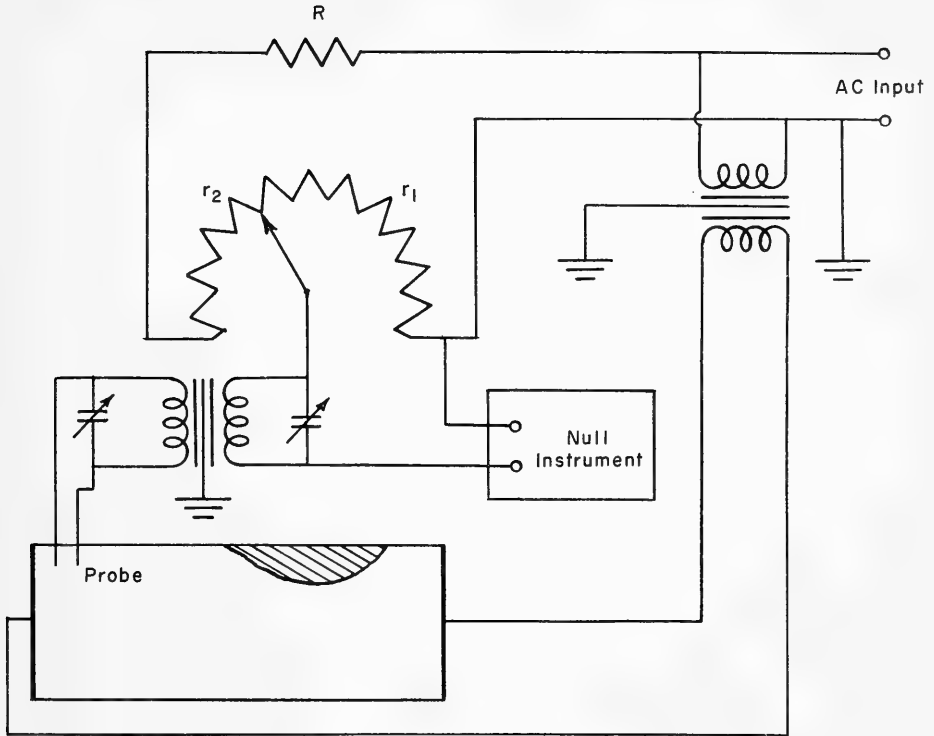 R
AC Input
r2
r1
Null
Instrument
Probe